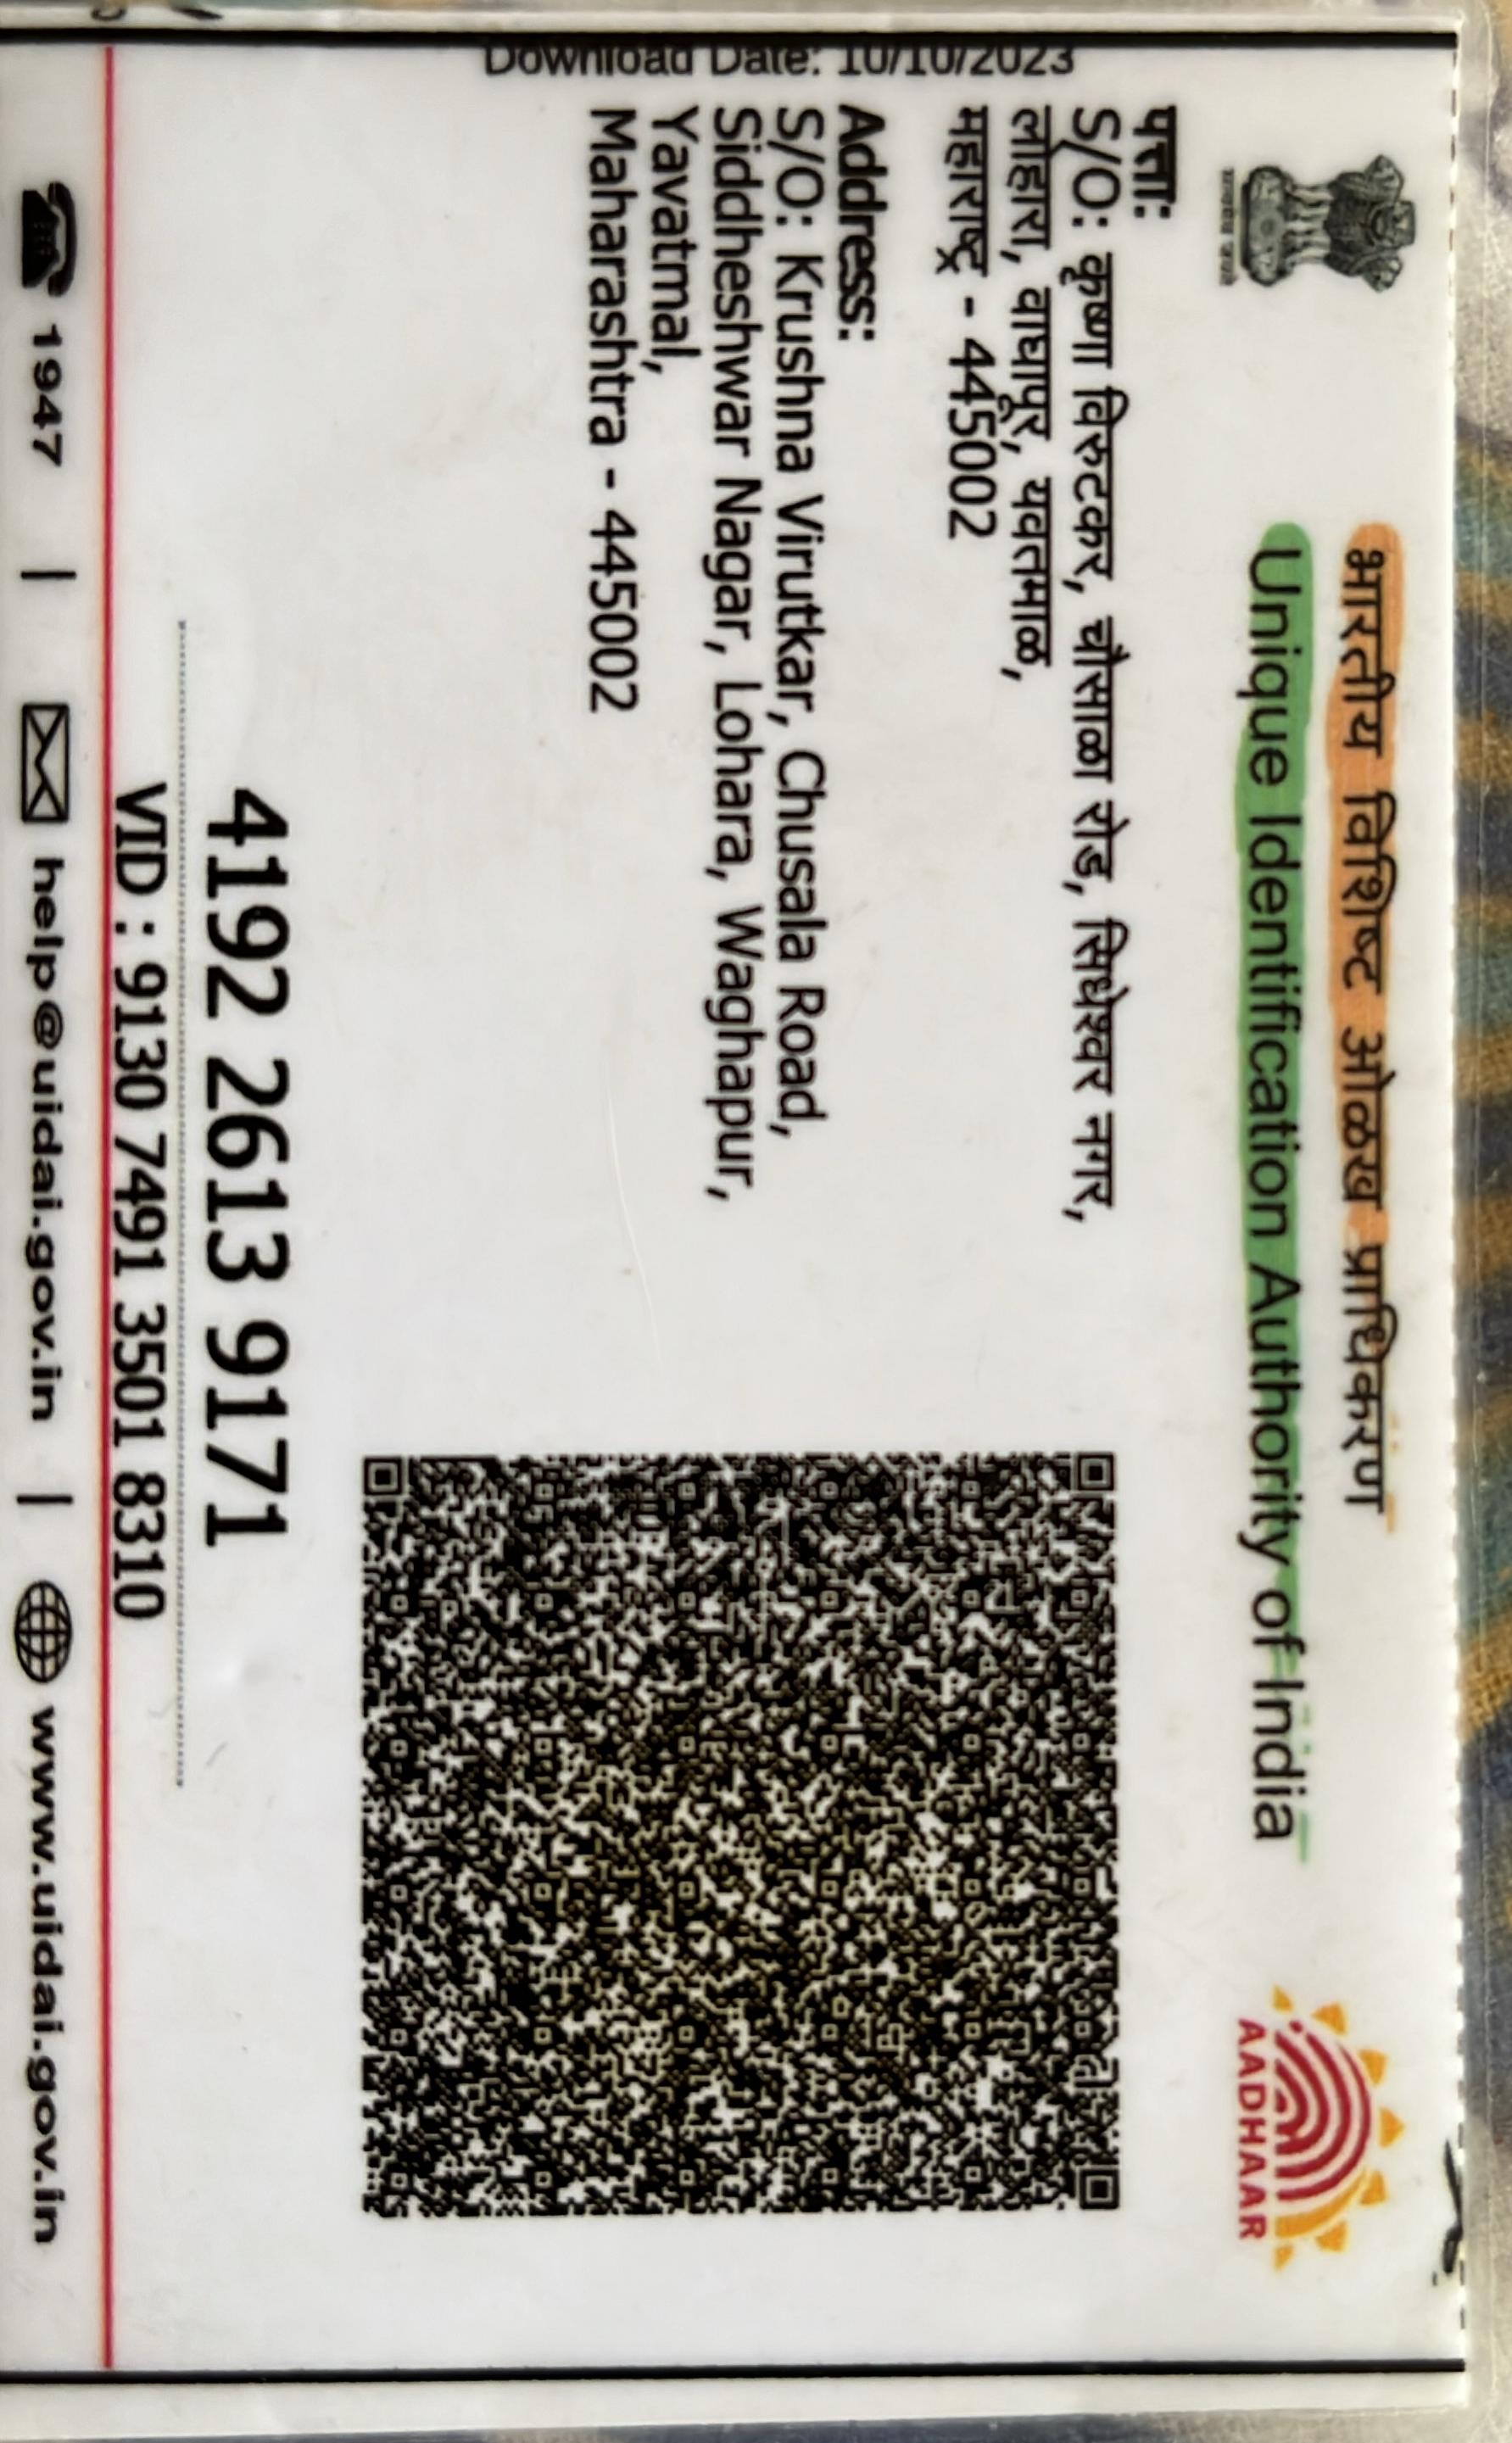 भारतीय विशिष्ट ओळख प्राधिकरण
Unique Identification Authority of India
AADHAAR
Download Date: 10/10/2023
पत्ता:
S/O: कृष्णा विरुटकर, चौसाळा रोड, सिधेश्वर नगर,
लोहारा, वाघापूर, यवतमाळ,
महाराष्ट्र - 445002
Address:
S/O: Krushna Virutkar, Chusala Road,
Siddheshwar Nagar, Lohara, Waghapur,
Yavatmal,
Maharashtra - 445002
4192 2613 9171
VID : 9130 7491 3501 8310
1947 | help@uidai.gov.in | www.uidai.gov.in